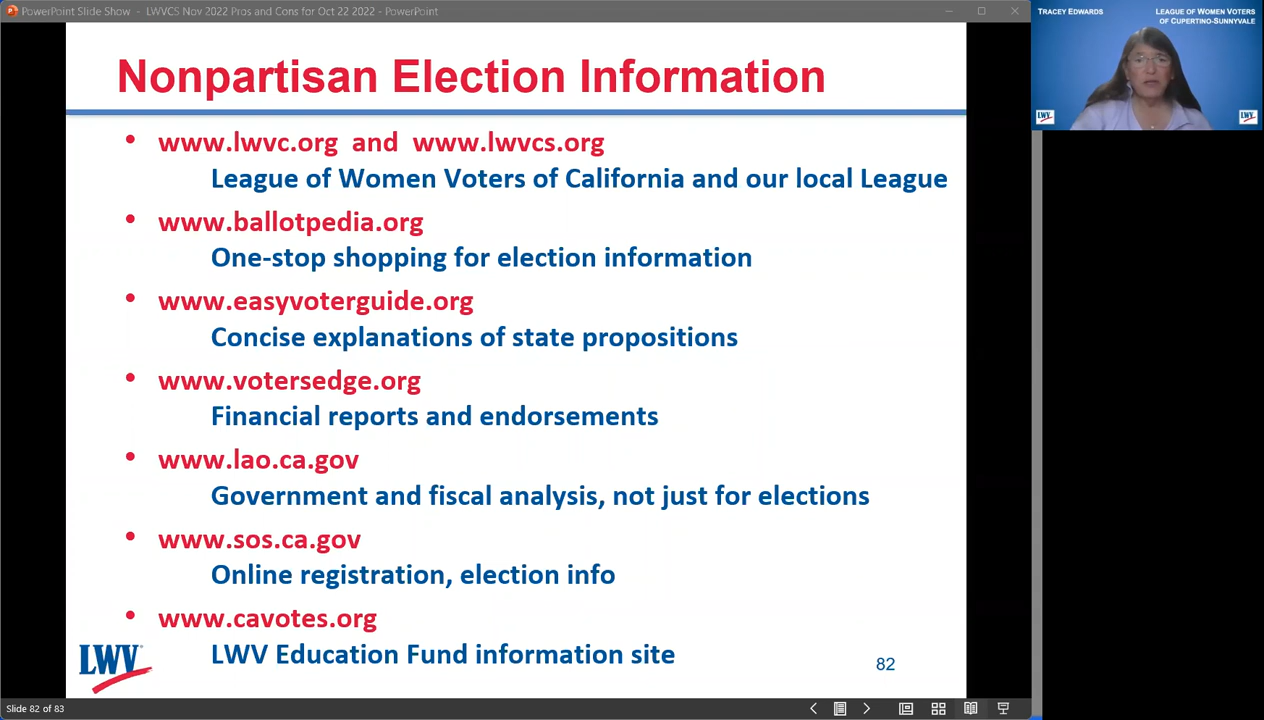 PowerPoint Slide Show - LWVCS Nov 2022 Pros and Cons for Oct 22 2022 - PowerPoint
TRACEY EDWARDS
LEAGUE OF WOMEN VOTERS
OF CUPERTINO-SUNNYVALE
LWV
LWV
Nonpartisan Election Information
• www.lwvc.org and www.lwvcs.org
League of Women Voters of California and our local League
• www.ballotpedia.org
One-stop shopping for election information
• www.easyvoterguide.org
Concise explanations of state propositions
• www.votersedge.org
Financial reports and endorsements
• www.lao.ca.gov
Government and fiscal analysis, not just for elections
• www.sos.ca.gov
Online registration, election info
• www.cavotes.org
LWV Education Fund information site
LWV
82
Slide 82 of 83